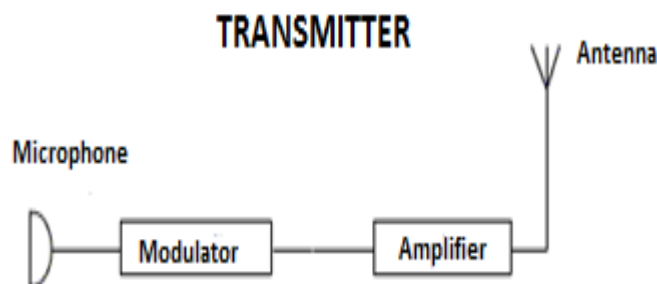 TRANSMITTER
Antenna
Microphone
Modulator
Amplifier